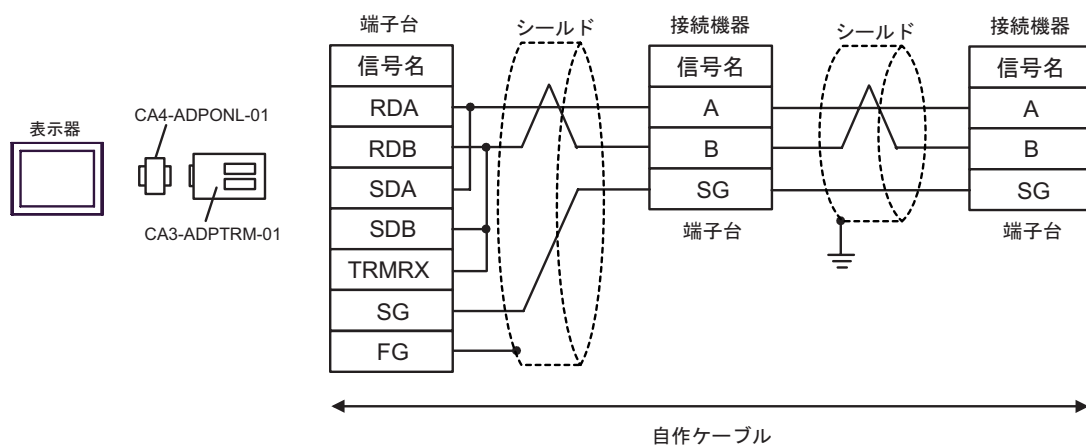 端子台
シールド
接続機器
シールド
接続機器
信号名
信号名
信号名
RDA
A
A
CA4-ADPONL-01
表示器
RDB
B
B
SDA
SG
SG
CA3-ADPTRM-01
SDB
端子台
端子台
TRMRX
SG
FG
自作ケーブル